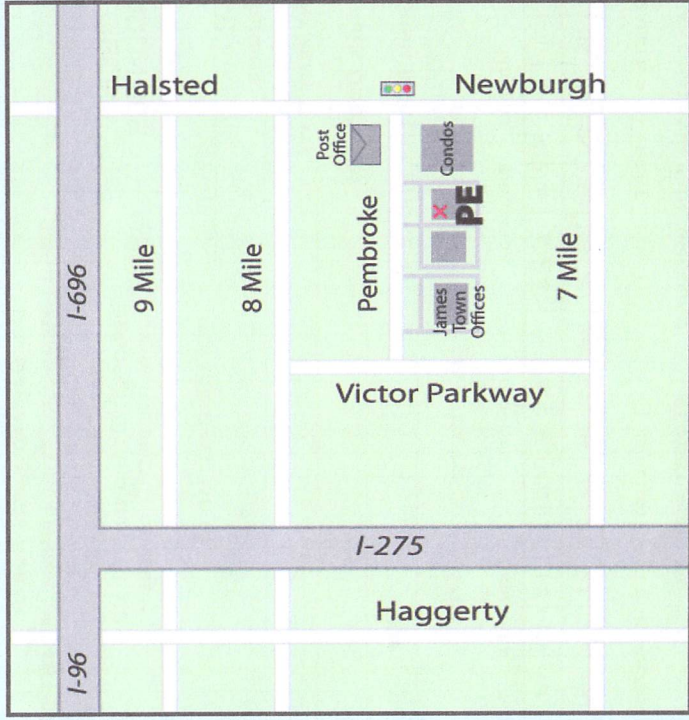 Halsted
Newburgh
Post
Office
Condos
PE
Pembroke
I-696
9 Mile
8 Mile
7 Mile
James
Town
Offices
Victor Parkway
I-275
Haggerty
I-96